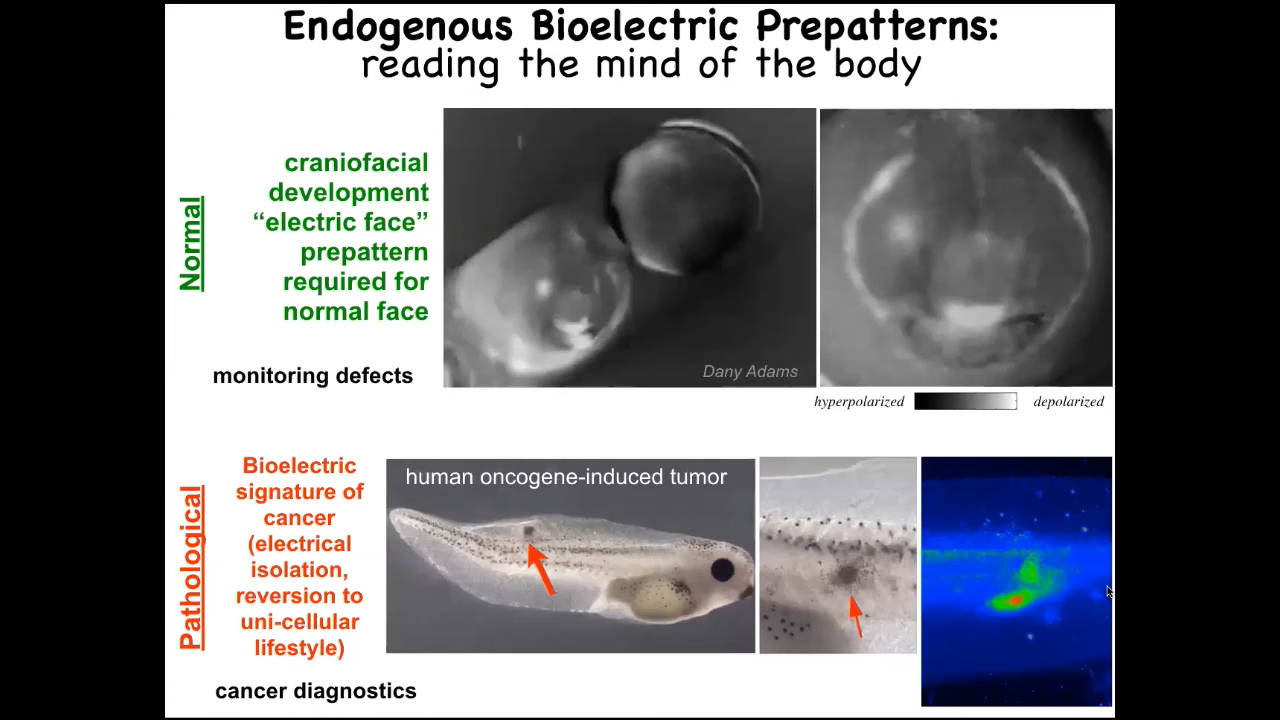 Endogenous Bioelectric Prepatterns:
reading the mind of the body
Normal
craniofacial
development
“electric face”
prepattern
required for
normal face
monitoring defects
Dany Adams
hyperpolarized
depolarized
Pathological
Bioelectric
signature of
cancer
(electrical
isolation,
reversion to
uni-cellular
lifestyle)
cancer diagnostics
human oncogene-induced tumor